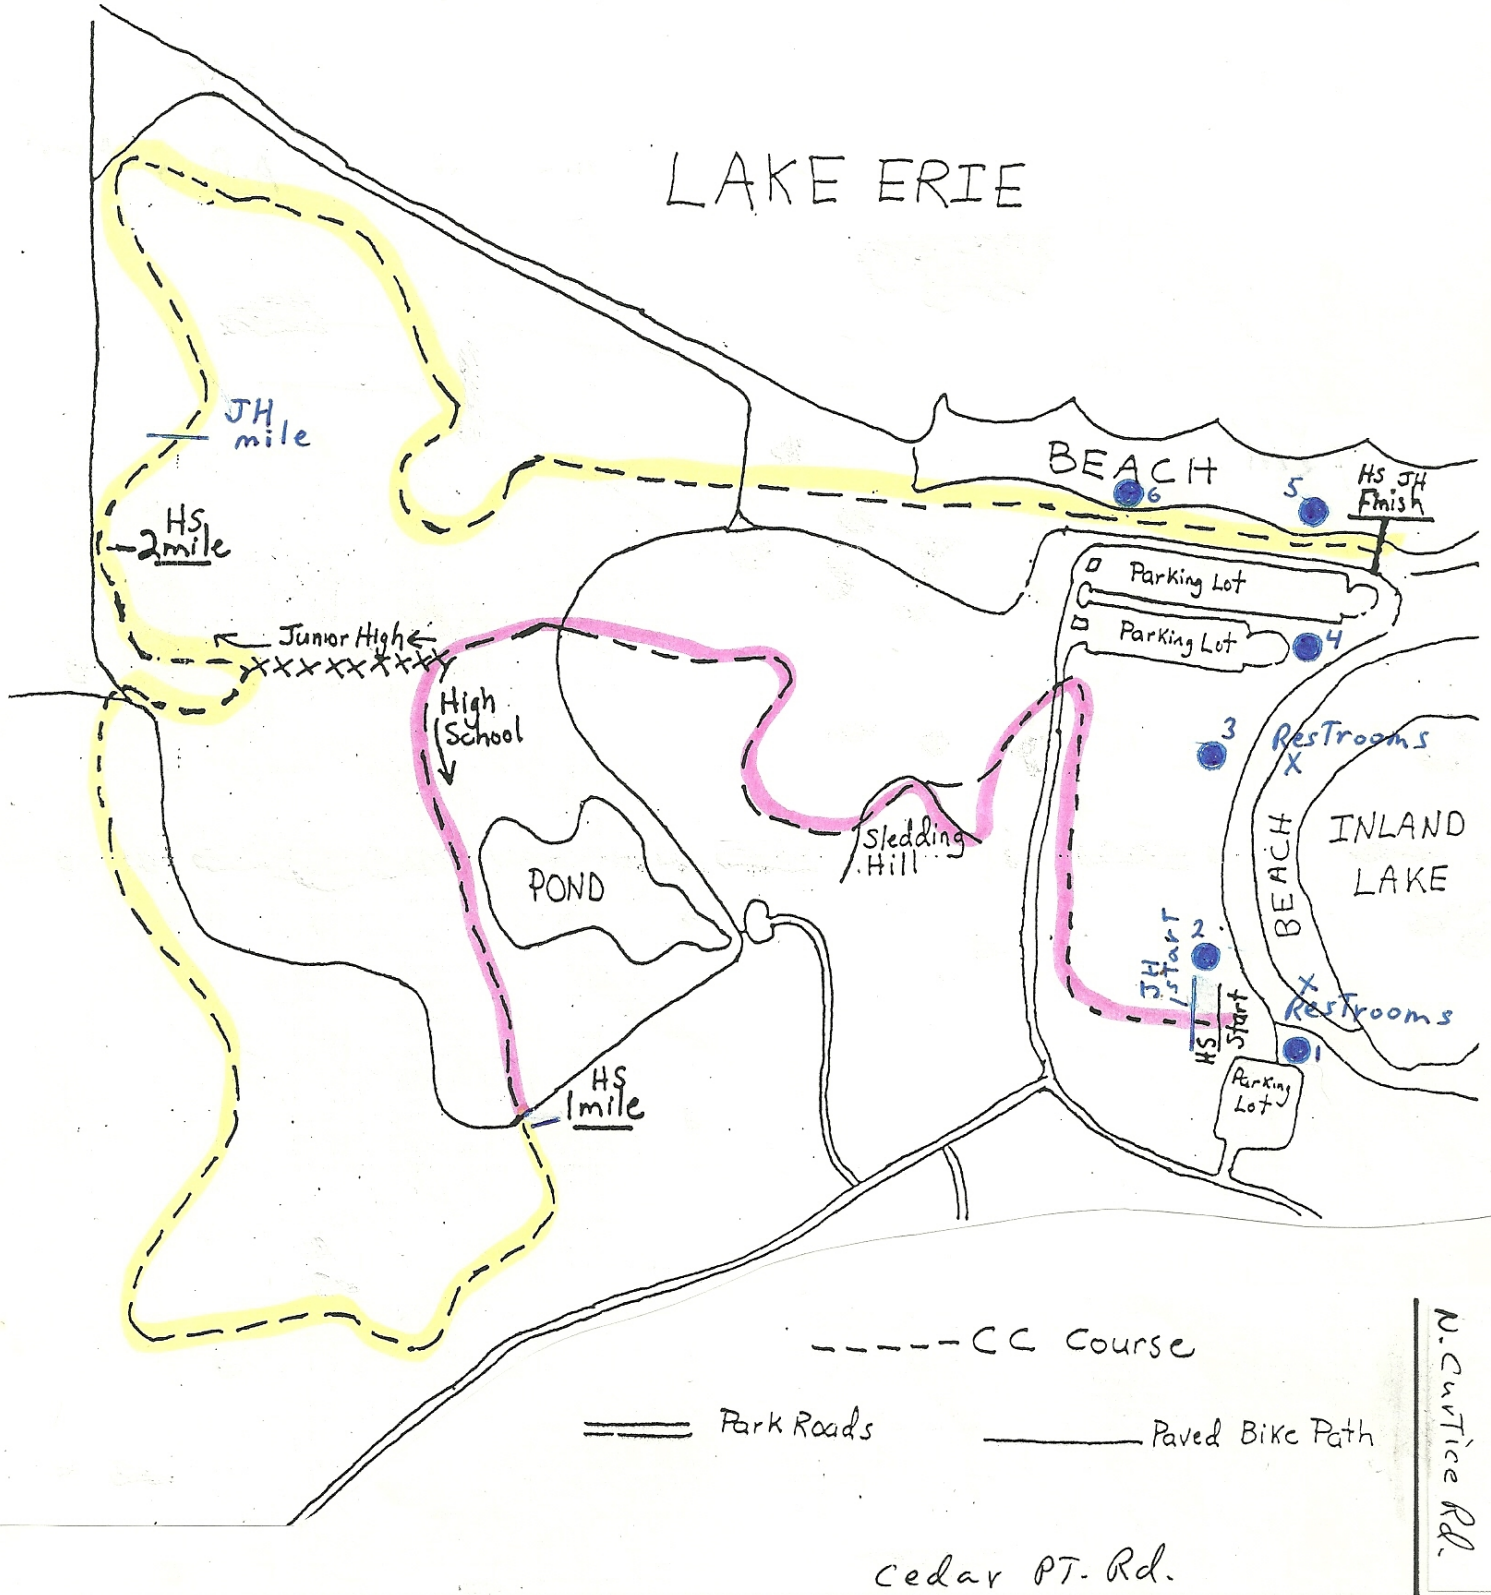 LAKE ERIE
BEACH
6
5
HS JH
Finish
JH
mile
HS
2mile
Parking Lot
Parking Lot
4
Junior High
XXXXXXXXX
High
School
3
Restrooms
X
Sledding
Hill
POND
BEACH
INLAND
LAKE
JH
start
2
X
Restrooms
HS
Start
1
Parking
Lot
HS
1mile
CC Course
Park Roads
Paved Bike Path
N. Curtice Rd.
Cedar PT. Rd.